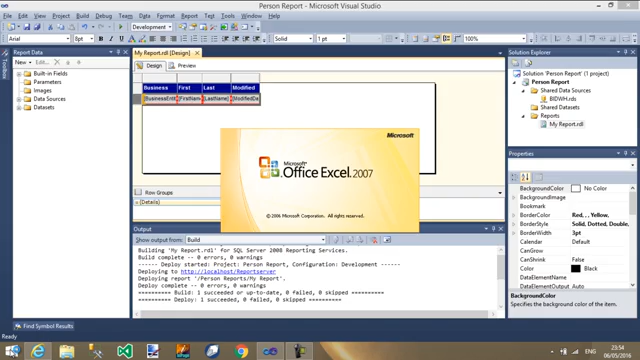 Person Report - Microsoft Visual Studio
File Edit View Project Build Debug Team Data Format Report Tools Architecture Test Analyze Window Help
Development
Arial 8pt Solid 1 pt 100%
Toolbox
Report Data
New Edit...
Built-in Fields
Parameters
Images
Data Sources
Datasets
My Report.rdl [Design]
Design Preview
Business First Last Modified
[BusinessEntit [FirstName [LastName] [ModifiedDa
Row Groups
(Details)
Microsoft
Microsoft
Office Excel 2007
© 2006 Microsoft Corporation. All rights reserved.
Output
Show output from: Build
Building 'My Report.rdl' for SQL Server 2008 Reporting Services.
Build complete -- 0 errors, 0 warnings
------ Deploy started: Project: Person Report, Configuration: Development ------
Deploying to http://localhost/Reportserver
Deploying report '/Person Reports/My Report'.
Deploy complete -- 0 errors, 0 warnings
========== Build: 1 succeeded or up-to-date, 0 failed, 0 skipped ==========
========== Deploy: 1 succeeded, 0 failed, 0 skipped ==========
Solution Explorer
Solution 'Person Report' (1 project)
Person Report
Shared Data Sources
BIDWH.rds
Shared Datasets
Reports
My Report.rdl
Properties
BackgroundColor No Color
BackgroundImage
Bookmark
BorderColor Red, , , Yellow,
BorderStyle Solid, Dotted, Double,
BorderWidth 3pt
Calendar Default
CanGrow True
CanShrink False
Color Black
DataElementName
DataElementOutput Auto
BackgroundColor
Specifies the background color of the item.
Find Symbol Results
Ready
23:54
06/05/2016